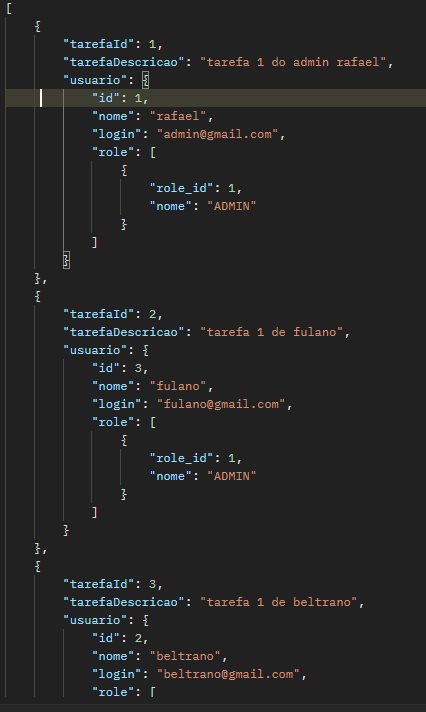 [
{
"tarefaId": 1,
"tarefaDescricao": "tarefa 1 do admin rafael",
"usuario": {
"id": 1,
"nome": "rafael",
"login": "admin@gmail.com",
"role": [
{
"role_id": 1,
"nome": "ADMIN"
}
]
}
},
{
"tarefaId": 2,
"tarefaDescricao": "tarefa 1 de fulano",
"usuario": {
"id": 3,
"nome": "fulano",
"login": "fulano@gmail.com",
"role": [
{
"role_id": 1,
"nome": "ADMIN"
}
]
}
},
{
"tarefaId": 3,
"tarefaDescricao": "tarefa 1 de beltrano",
"usuario": {
"id": 2,
"nome": "beltrano",
"login": "beltrano@gmail.com",
"role": [